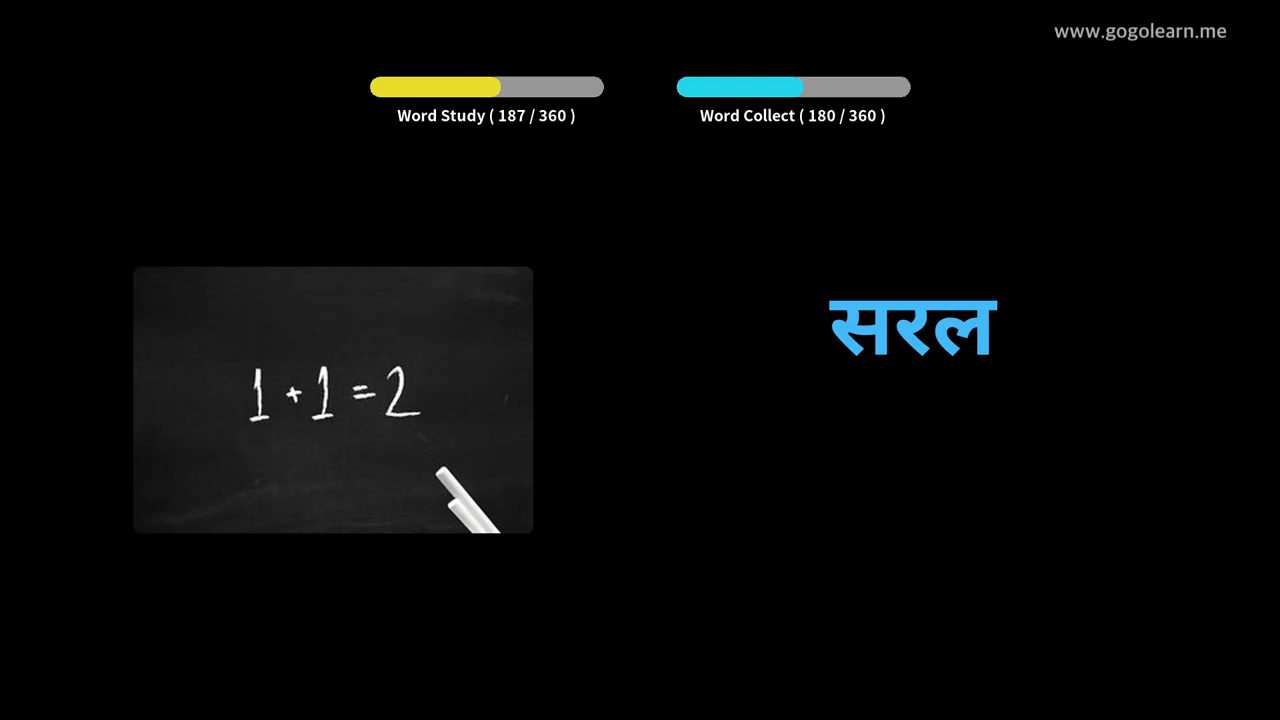 www.gogolearn.me
Word Study ( 187 / 360 )
Word Collect ( 180 / 360 )
सरल
1 + 1 = 2